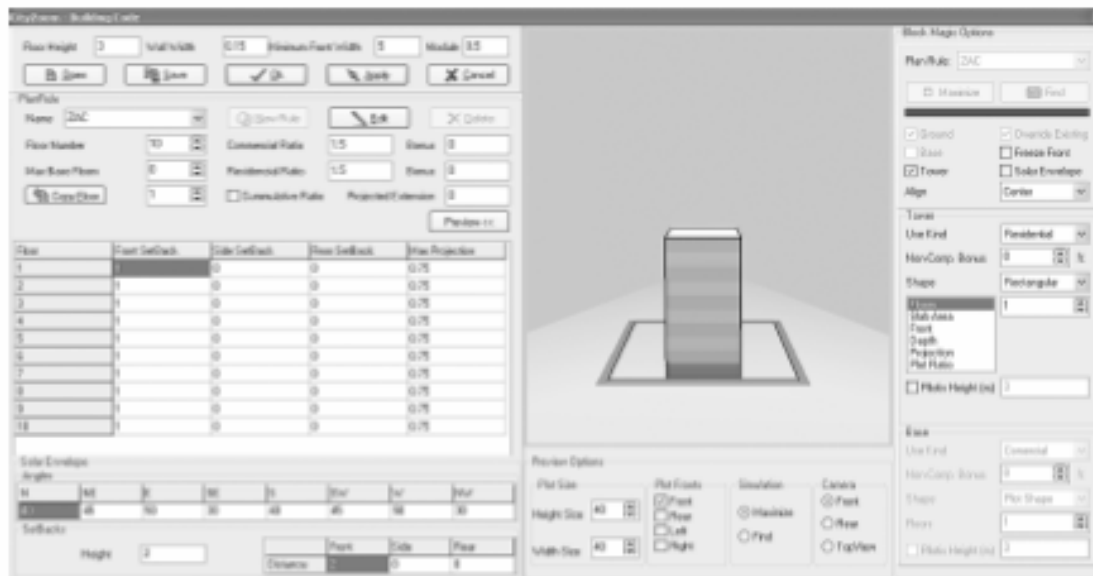 CityZoom - Building Code
Floor Height 3 Wall Width 0.15 Minimum Front Width 5 Module 0.5
Open Save Ok Apply Cancel
PlanRule
Name ZAC New Rule Edit Delete
Floor Number 10 Commercial Ratio 1.5 Bonus 0
Max Base Floors 0 Residential Ratio 1.5 Bonus 0
Copy Floor 1 Cummulative Ratio Projected Extension 0
Preview <<
Floor Front SetBack Side SetBack Rear SetBack Max Projection
1 1 0 0 0.75
2 1 0 0 0.75
3 1 0 0 0.75
4 1 0 0 0.75
5 1 0 0 0.75
6 1 0 0 0.75
7 1 0 0 0.75
8 1 0 0 0.75
9 1 0 0 0.75
10 1 0 0 0.75
Solar Envelope
Angles
N NE E SE S SW W NW
45 30 40 45 30
SetBacks
Height 3
Front Side Rear
Distance 0
Preview Options
Plot Size
Height Size 40
Width Size 40
Plot Fronts
Front
Rear
Left
Right
Simulation
Maximize
Find
Camera
Front
Rear
TopView
Block Magic Options
Plan Rule: ZAC
Maximize Find
Ground Override Existing
Base Freeze Front
Tower Solar Envelope
Align Center
Tower
Use Kind Residential
NonComp. Bonus 0 %
Shape Rectangular
Floors 1
Slab Area
Front
Depth
Projection
Plot Ratio
Pilotis Height (m) 3
Base
Use Kind Comercial
NonComp. Bonus 0 %
Shape Plot Shape
Floors 1
Pilotis Height (m) 3